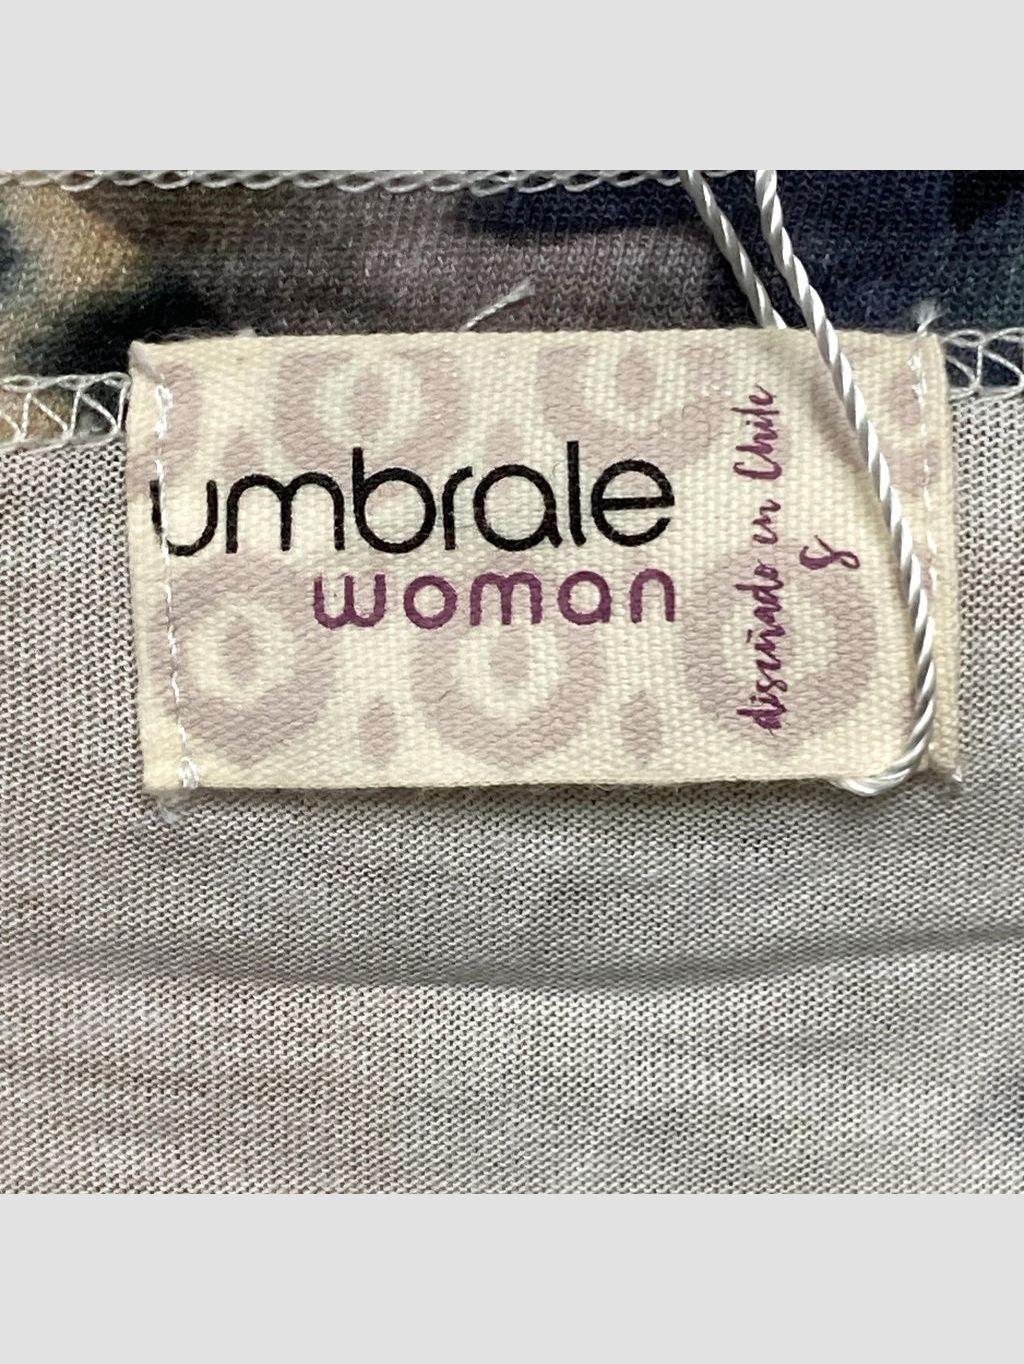 umbrale
woman
diseñado en Chile
S